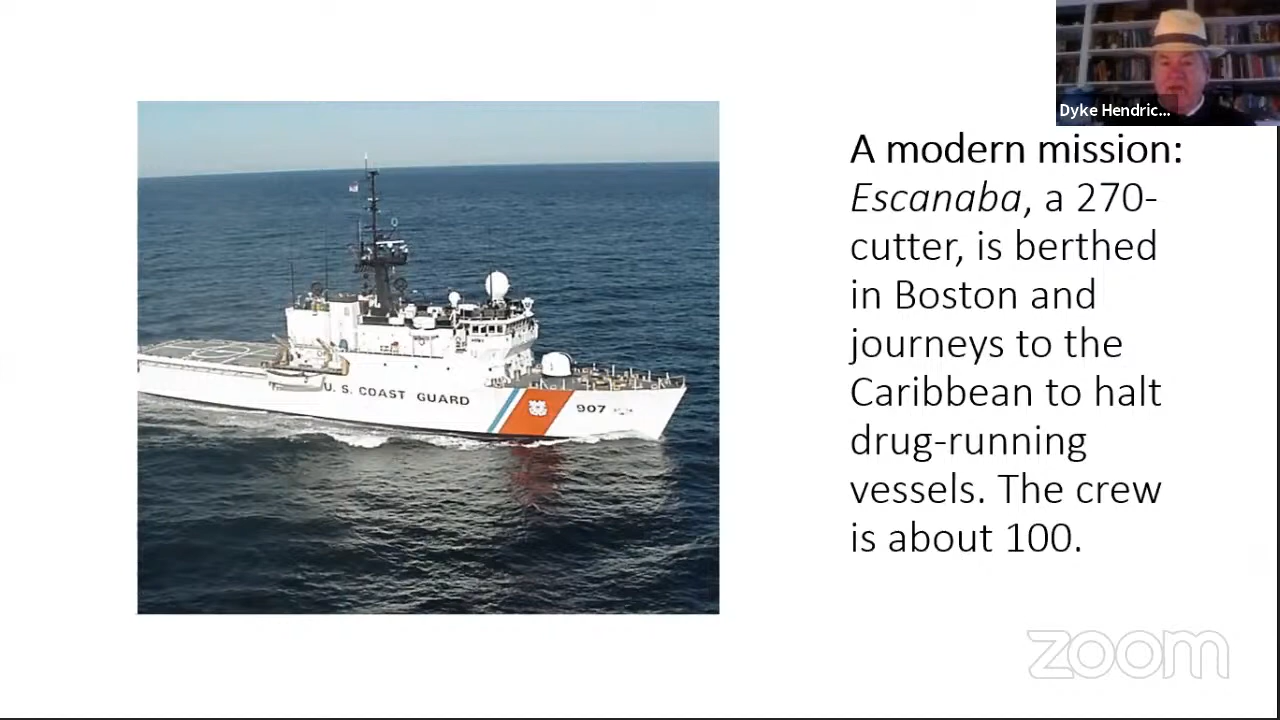 Dyke Hendric...
A modern mission:
Escanaba, a 270-
cutter, is berthed
in Boston and
journeys to the
Caribbean to halt
drug-running
vessels. The crew
is about 100.
U. S. COAST GUARD
907
zoom